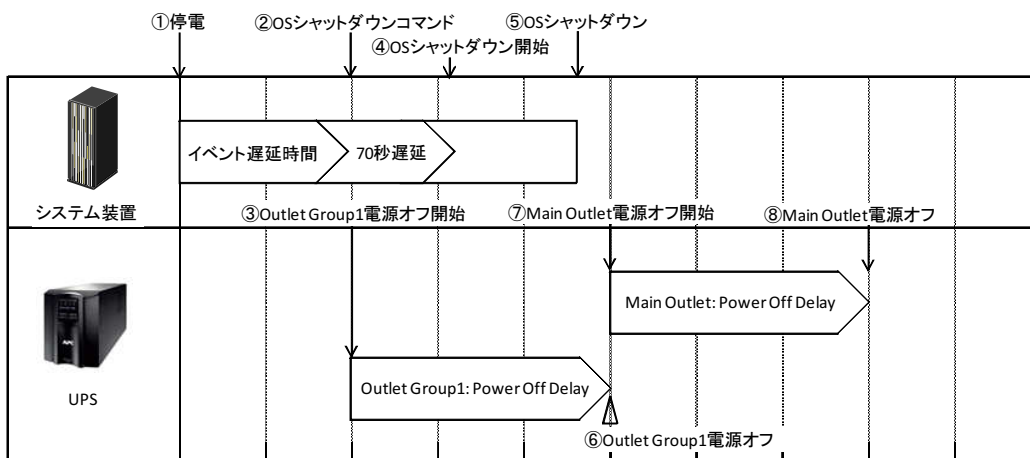 ①停電
②OSシャットダウンコマンド
⑤OSシャットダウン
④OSシャットダウン開始
イベント遅延時間
70秒遅延
システム装置
③Outlet Group1電源オフ開始
⑦Main Outlet電源オフ開始
⑧Main Outlet電源オフ
Main Outlet: Power Off Delay
APC
UPS
Outlet Group1: Power Off Delay
⑥Outlet Group1電源オフ